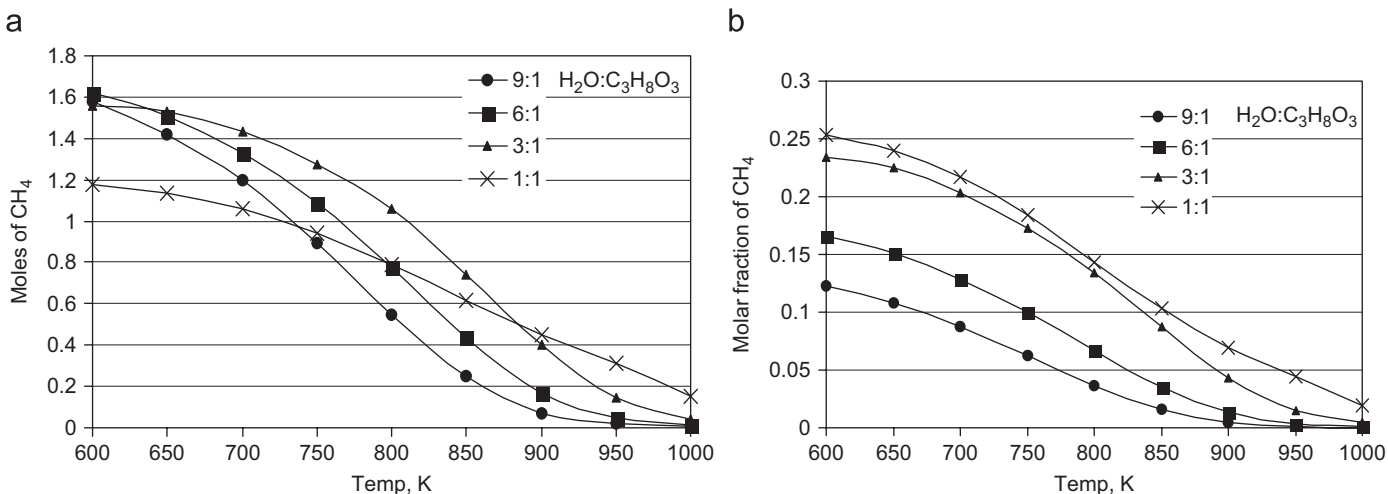 a
Moles of CH4
1.8
1.6
1.4
1.2
1
0.8
0.6
0.4
0.2
0
600 650 700 750 800 850 900 950 1000
Temp, K
9:1 H2O:C3H8O3
6:1
3:1
1:1
b
Molar fraction of CH4
0.3
0.25
0.2
0.15
0.1
0.05
0
600 650 700 750 800 850 900 950 1000
Temp, K
9:1 H2O:C3H8O3
6:1
3:1
1:1